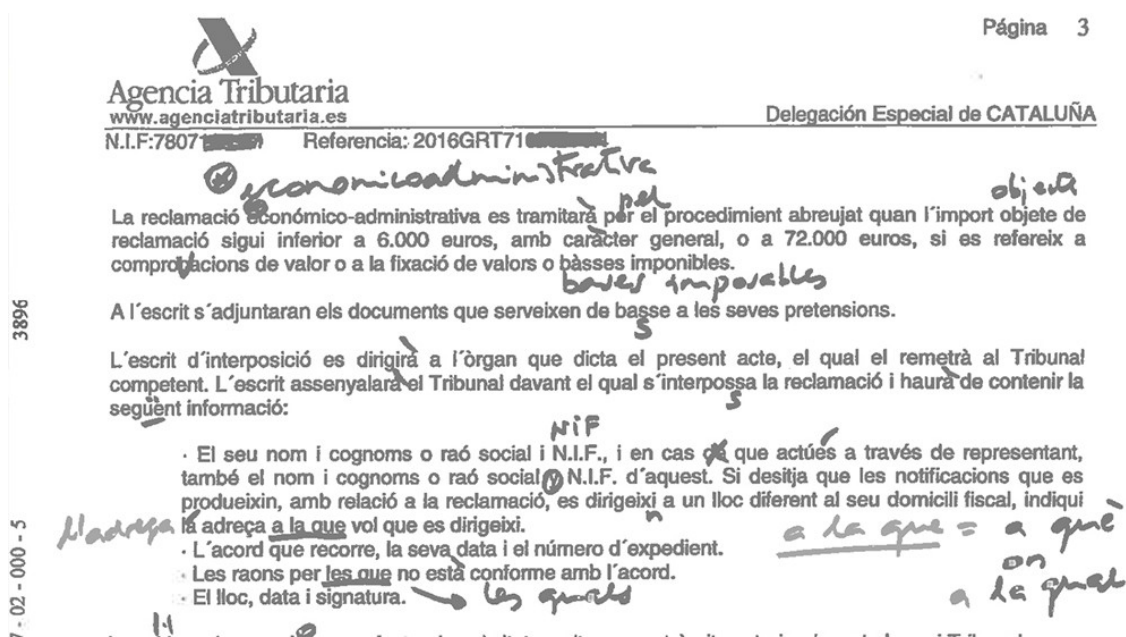 Página 3
Agencia Tributaria
www.agenciatributaria.es
Delegación Especial de CATALUÑA
N.I.F:78071 Referencia: 2016GRT71
economicoadministrativa
pel
objecte
La reclamació económico-administrativa es tramitarà per el procedimient abreujat quan l´import objete de
reclamació sigui inferior a 6.000 euros, amb caràcter general, o a 72.000 euros, si es refereix a
comprovacions de valor o a la fixació de valors o bàsses imponibles.
bases imposables
A l´escrit s´adjuntaran els documents que serveixen de basse a les seves pretensions.
s
3896
L´escrit d´interposició es dirigirà a l´òrgan que dicta el present acte, el qual el remetrà al Tribunal
competent. L´escrit assenyalarà el Tribunal davant el qual s´interpossa la reclamació i haurà de contenir la
s
següent informació:
NIF
· El seu nom i cognoms o raó social i N.I.F., i en cas de que actúés a través de representant,
també el nom i cognoms o raó social y N.I.F. d´aquest. Si desitja que les notificacions que es
produeixin, amb relació a la reclamació, es dirigeixi a un lloc diferent al seu domicili fiscal, indiqui
n
l'adreça la adreça a la que vol que es dirigeixi.
a la que = a què
on
a la qual
· L´acord que recorre, la seva data i el número d´expedient.
· Les raons per les que no està conforme amb l´acord.
· El lloc, data i signatura.
les quals
7 - 02 - 000 - 5